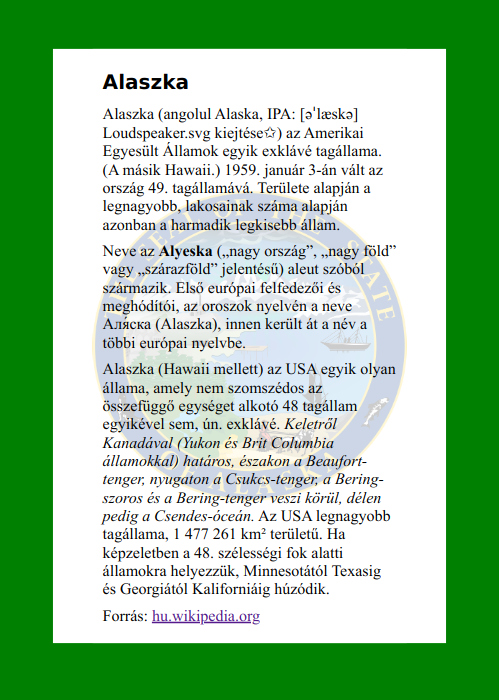 Alaszka
Alaszka (angolul Alaska, IPA: [əˈlæskə]
Loudspeaker.svg kiejtése✩) az Amerikai
Egyesült Államok egyik exklávé tagállama.
(A másik Hawaii.) 1959. január 3-án vált az
ország 49. tagállamává. Területe alapján a
legnagyobb, lakosainak száma alapján
azonban a harmadik legkisebb állam.
Neve az Alyeska („nagy ország”, „nagy föld”
vagy „szárazföld” jelentésű) aleut szóból
származik. Első európai felfedezői és
meghódítói, az oroszok nyelvén a neve
Аля́ска (Alaszka), innen került át a név a
többi európai nyelvbe.
Alaszka (Hawaii mellett) az USA egyik olyan
állama, amely nem szomszédos az
összefüggő egységet alkotó 48 tagállam
egyikével sem, ún. exklávé. Keletről
Kanadával (Yukon és Brit Columbia
államokkal) határos, északon a Beaufort-
tenger, nyugaton a Csukcs-tenger, a Bering-
szoros és a Bering-tenger veszi körül, délen
pedig a Csendes-óceán. Az USA legnagyobb
tagállama, 1 477 261 km² területű. Ha
képzeletben a 48. szélességi fok alatti
államokra helyezzük, Minnesotától Texasig
és Georgiától Kaliforniáig húzódik.
Forrás: hu.wikipedia.org